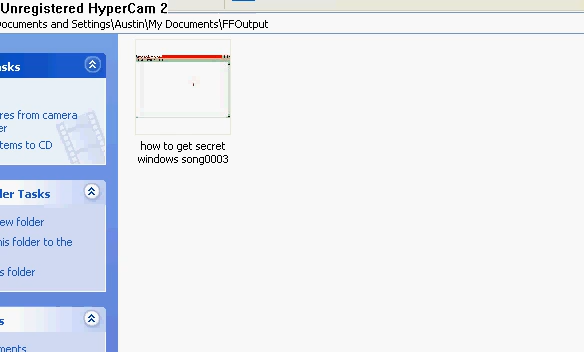 Unregistered HyperCam 2
ocuments and Settings\Austin\My Documents\FFOutput
asks
res from camera
er
tems to CD
how to get secret
windows song0003
der Tasks
ew folder
his folder to the
s folder
s
ments